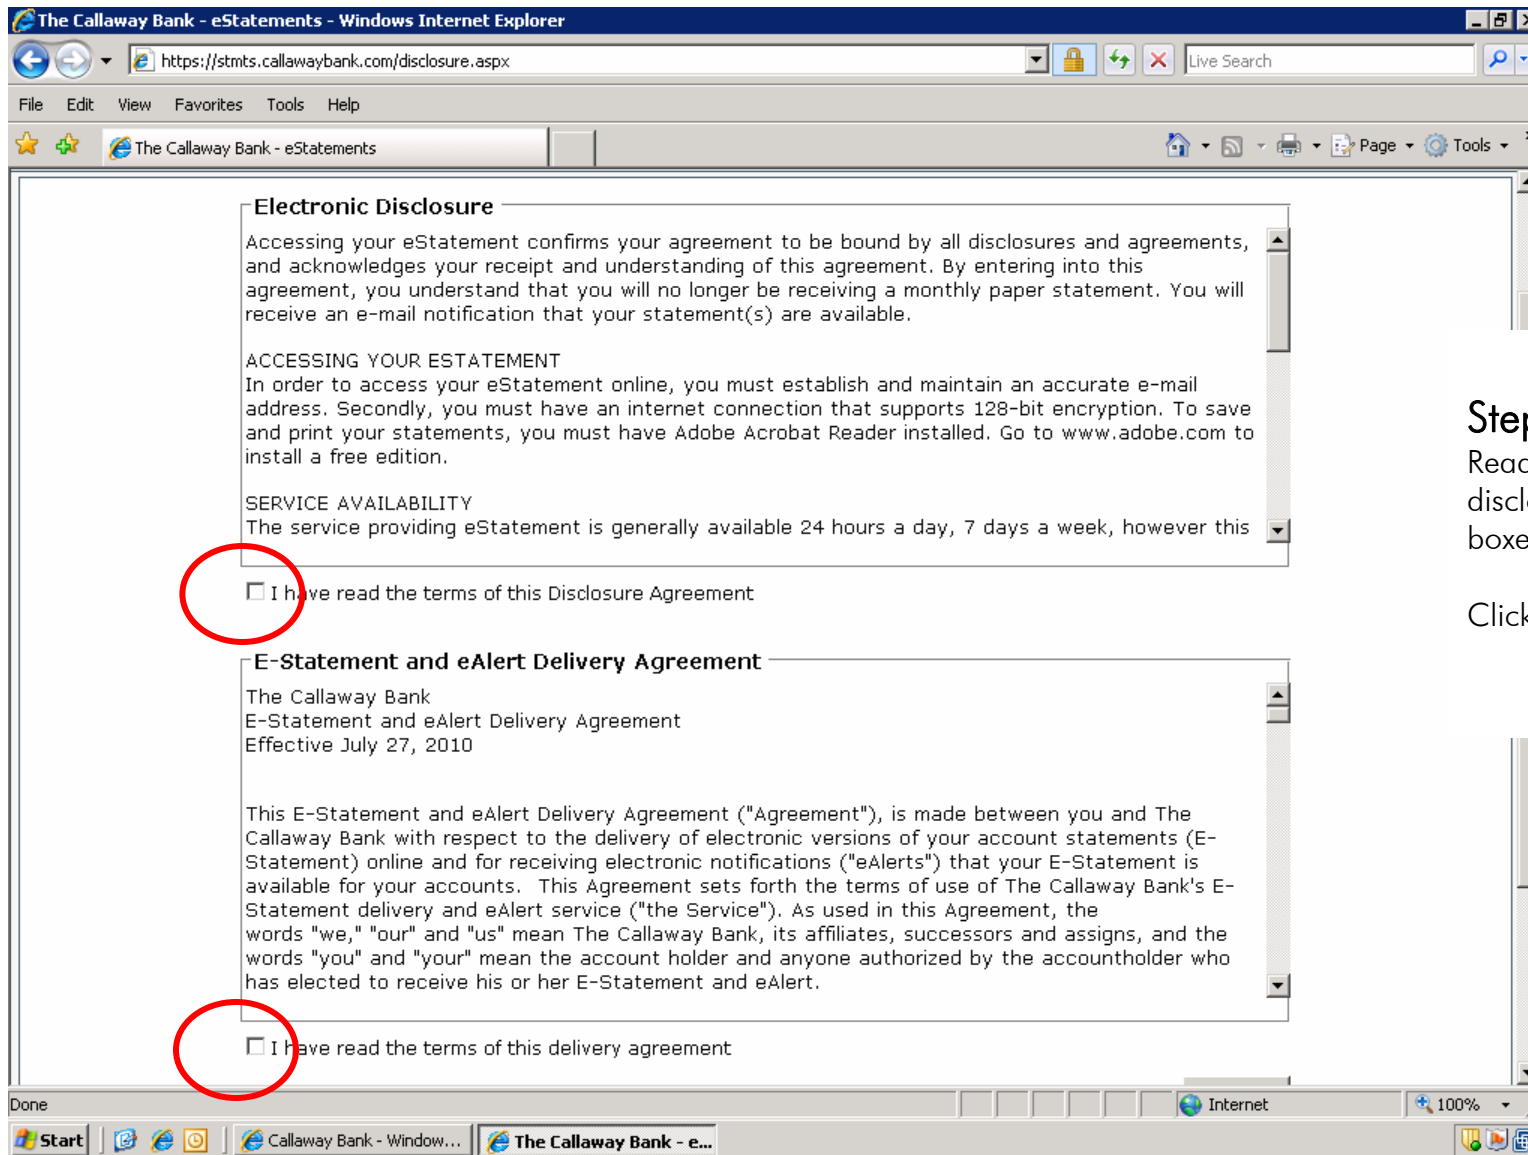 The Callaway Bank - eStatements - Windows Internet Explorer
https://stmts.callawaybank.com/disclosure.aspx
Live Search
File Edit View Favorites Tools Help
The Callaway Bank - eStatements
Page Tools
Electronic Disclosure
Accessing your eStatement confirms your agreement to be bound by all disclosures and agreements,
and acknowledges your receipt and understanding of this agreement. By entering into this
agreement, you understand that you will no longer be receiving a monthly paper statement. You will
receive an e-mail notification that your statement(s) are available.
ACCESSING YOUR ESTATEMENT
In order to access your eStatement online, you must establish and maintain an accurate e-mail
address. Secondly, you must have an internet connection that supports 128-bit encryption. To save
and print your statements, you must have Adobe Acrobat Reader installed. Go to www.adobe.com to
install a free edition.
SERVICE AVAILABILITY
The service providing eStatement is generally available 24 hours a day, 7 days a week, however this
I have read the terms of this Disclosure Agreement
E-Statement and eAlert Delivery Agreement
The Callaway Bank
E-Statement and eAlert Delivery Agreement
Effective July 27, 2010
This E-Statement and eAlert Delivery Agreement ("Agreement"), is made between you and The
Callaway Bank with respect to the delivery of electronic versions of your account statements (E-
Statement) online and for receiving electronic notifications ("eAlerts") that your E-Statement is
available for your accounts.  This Agreement sets forth the terms of use of The Callaway Bank's E-
Statement delivery and eAlert service ("the Service"). As used in this Agreement, the
words "we," "our" and "us" mean The Callaway Bank, its affiliates, successors and assigns, and the
words "you" and "your" mean the account holder and anyone authorized by the accountholder who
has elected to receive his or her E-Statement and eAlert.
I have read the terms of this delivery agreement
Click
Done
Internet
100%
Start
Callaway Bank - Window...
The Callaway Bank - e...